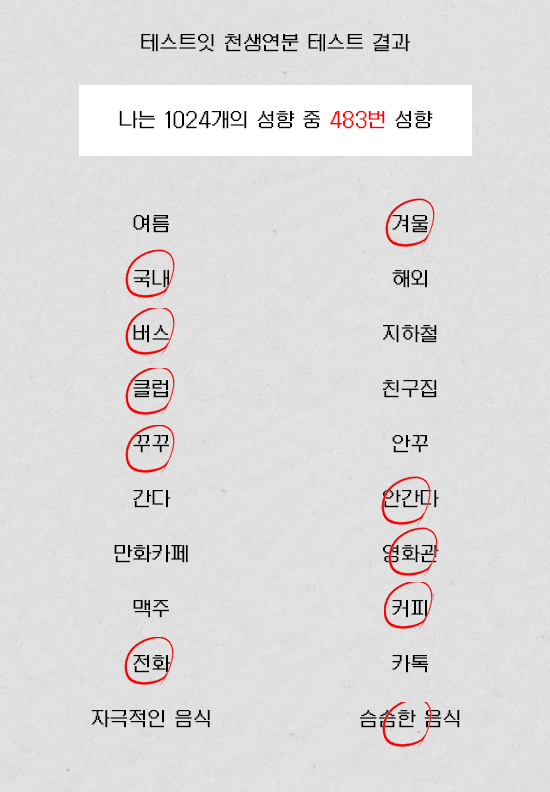 테스트잇 천생연분 테스트 결과
나는 1024개의 성향 중 483번 성향
여름 겨울
국내 해외
버스 지하철
클럽 친구집
꾸꾸 안꾸
간다 안간다
만화카페 영화관
맥주 커피
전화 카톡
자극적인 음식 슴슴한 음식